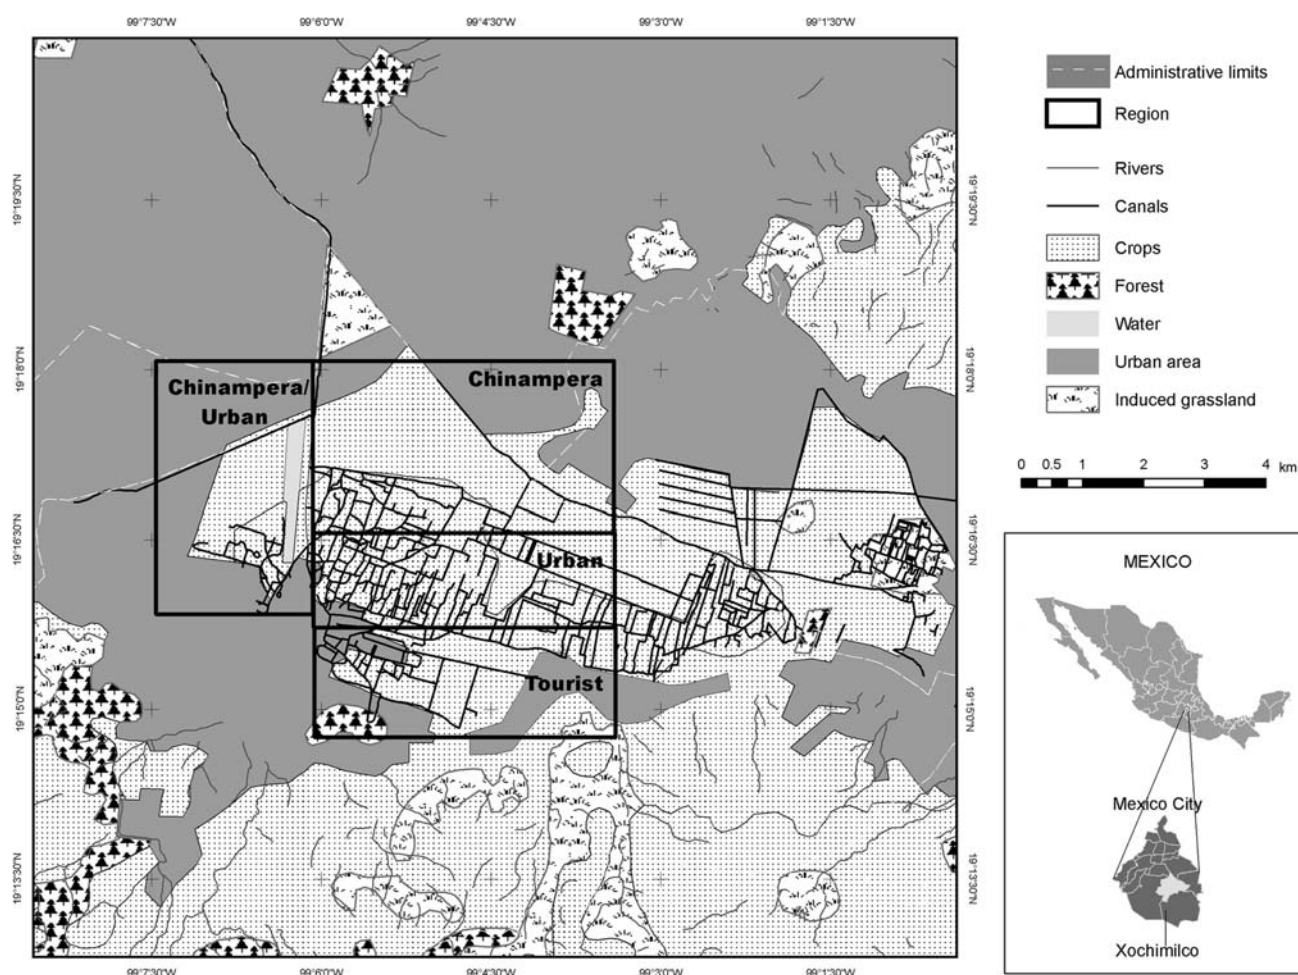 99°7'30"W 99°6'0"W 99°4'30"W 99°3'0"W 99°1'30"W
19°19'30"N
19°18'0"N
19°16'30"N
19°15'0"N
19°13'30"N
Chinampera/
Urban
Chinampera
Urban
Tourist
19°19'30"N
19°18'0"N
19°16'30"N
19°15'0"N
19°13'30"N
99°7'30"W 99°6'0"W 99°4'30"W 99°3'0"W 99°1'30"W
Administrative limits
Region
Rivers
Canals
Crops
Forest
Water
Urban area
Induced grassland
0 0.5 1 2 3 4 km
MEXICO
Mexico City
Xochimilco